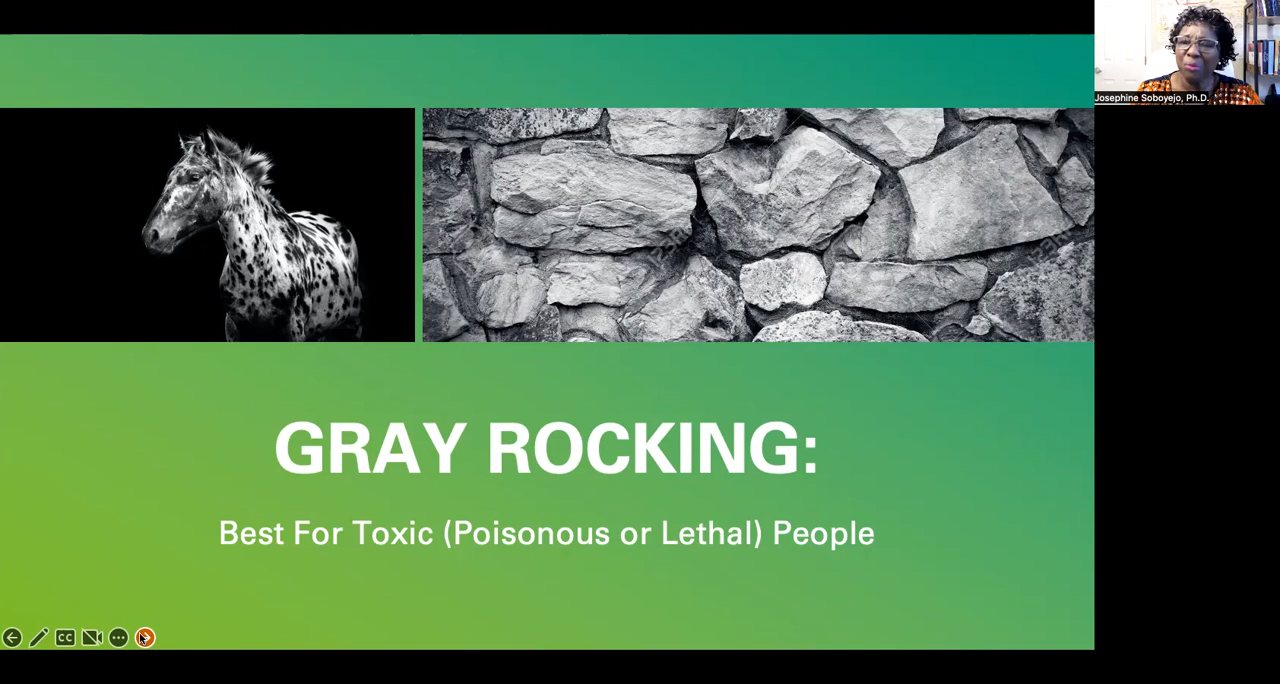 Josephine Soboyejo, Ph.D.
GRAY ROCKING:
Best For Toxic (Poisonous or Lethal) People
CC